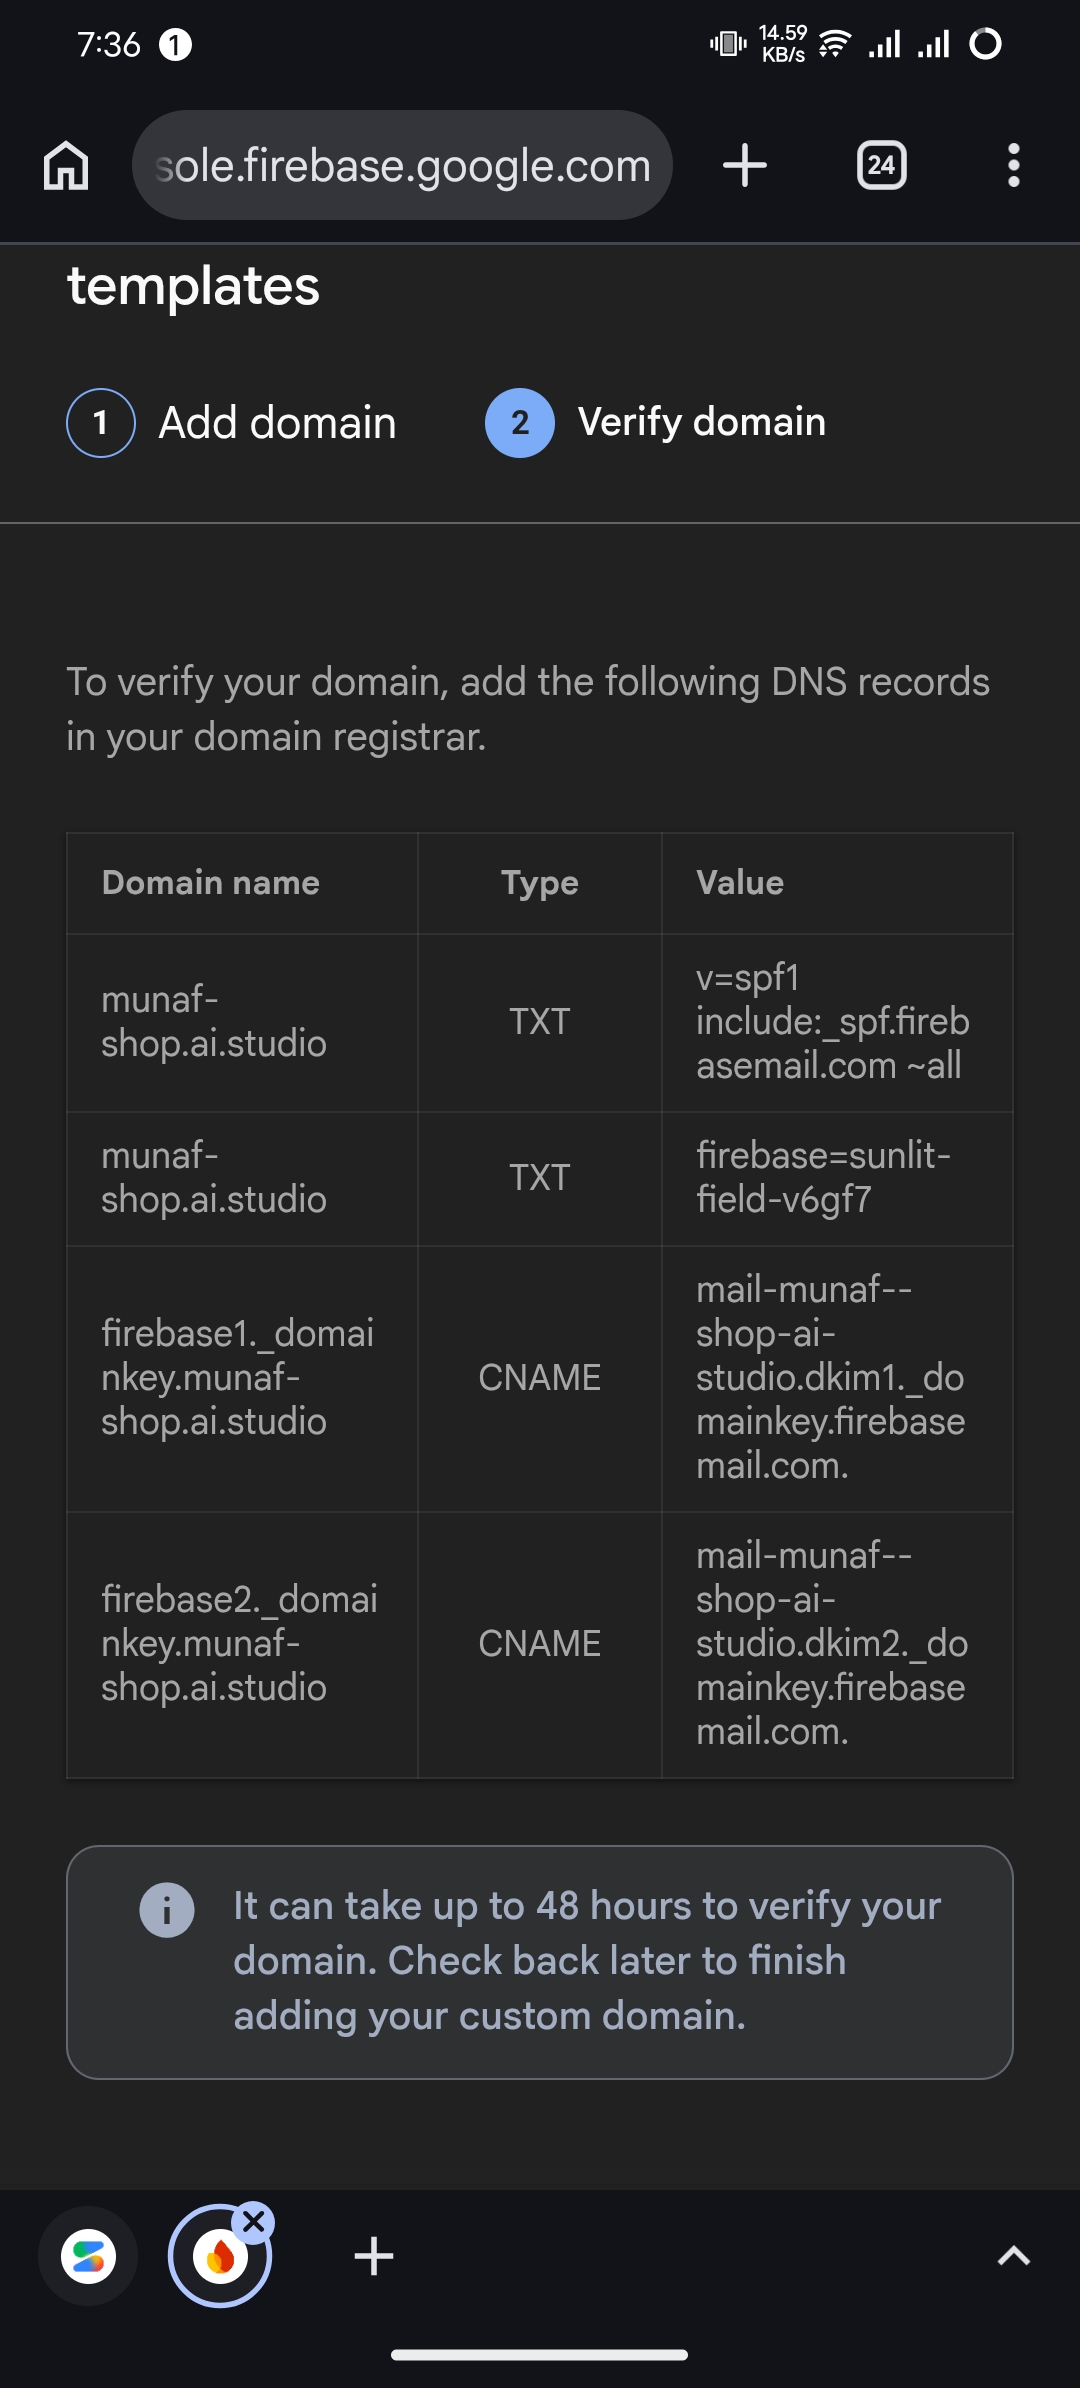 7:36 1 14.59 KB/s
sole.firebase.google.com 24
templates
1 Add domain 2 Verify domain
To verify your domain, add the following DNS records
in your domain registrar.
Domain name Type Value
munaf-
shop.ai.studio
TXT
v=spf1
include:_spf.fireb
asemail.com ~all
munaf-
shop.ai.studio
TXT
firebase=sunlit-
field-v6gf7
firebase1._domai
nkey.munaf-
shop.ai.studio
CNAME
mail-munaf--
shop-ai-
studio.dkim1._do
mainkey.firebase
mail.com.
firebase2._domai
nkey.munaf-
shop.ai.studio
CNAME
mail-munaf--
shop-ai-
studio.dkim2._do
mainkey.firebase
mail.com.
It can take up to 48 hours to verify your
domain. Check back later to finish
adding your custom domain.